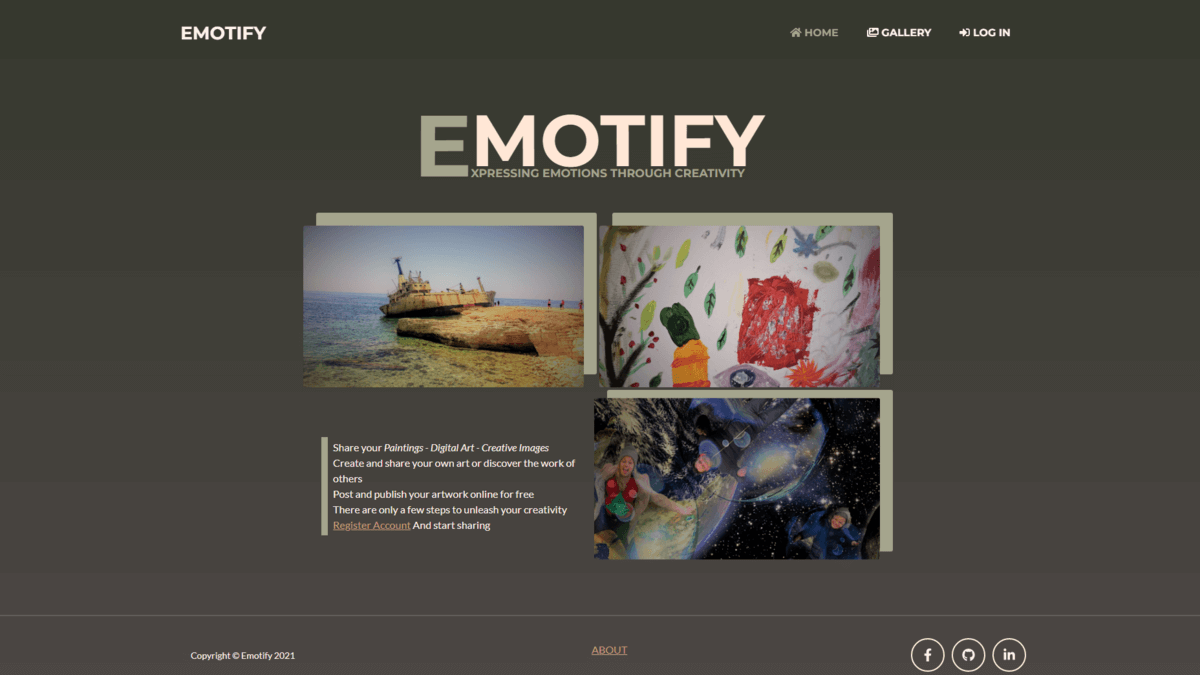 EMOTIFY
HOME GALLERY LOG IN
EMOTIFY
XPRESSING EMOTIONS THROUGH CREATIVITY
Share your Paintings - Digital Art - Creative Images
Create and share your own art or discover the work of
others
Post and publish your artwork online for free
There are only a few steps to unleash your creativity
Register Account And start sharing
Copyright © Emotify 2021
ABOUT